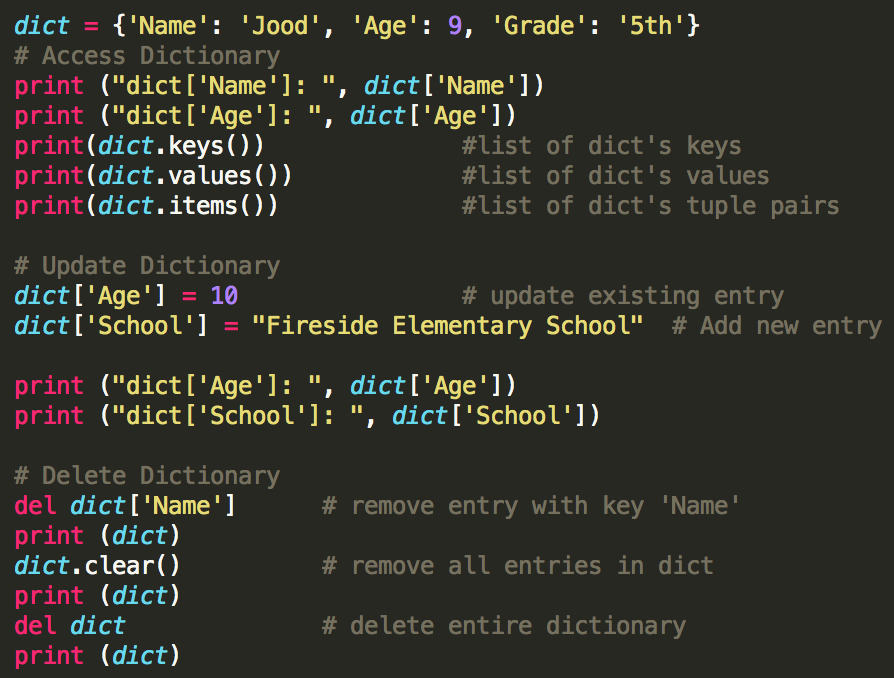 dict = {'Name': 'Jood', 'Age': 9, 'Grade': '5th'}
# Access Dictionary
print ("dict['Name']: ", dict['Name'])
print ("dict['Age']: ", dict['Age'])
print(dict.keys())              #list of dict's keys
print(dict.values())            #list of dict's values
print(dict.items())             #list of dict's tuple pairs

# Update Dictionary
dict['Age'] = 10                # update existing entry
dict['School'] = "Fireside Elementary School"  # Add new entry

print ("dict['Age']: ", dict['Age'])
print ("dict['School']: ", dict['School'])

# Delete Dictionary
del dict['Name']      # remove entry with key 'Name'
print (dict)
dict.clear()          # remove all entries in dict
print (dict)
del dict              # delete entire dictionary
print (dict)